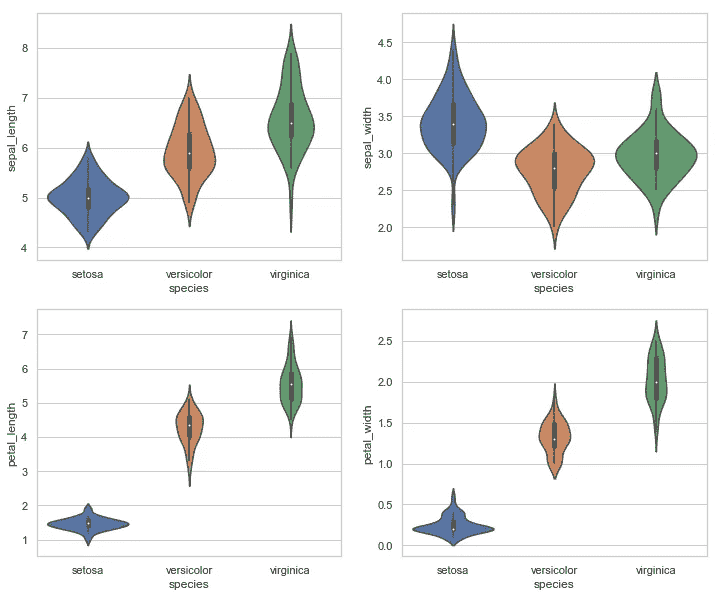 sepal_length
8
7
6
5
4
setosa versicolor virginica
species
sepal_width
4.5
4.0
3.5
3.0
2.5
2.0
setosa versicolor virginica
species
petal_length
7
6
5
4
3
2
1
setosa versicolor virginica
species
petal_width
2.5
2.0
1.5
1.0
0.5
0.0
setosa versicolor virginica
species